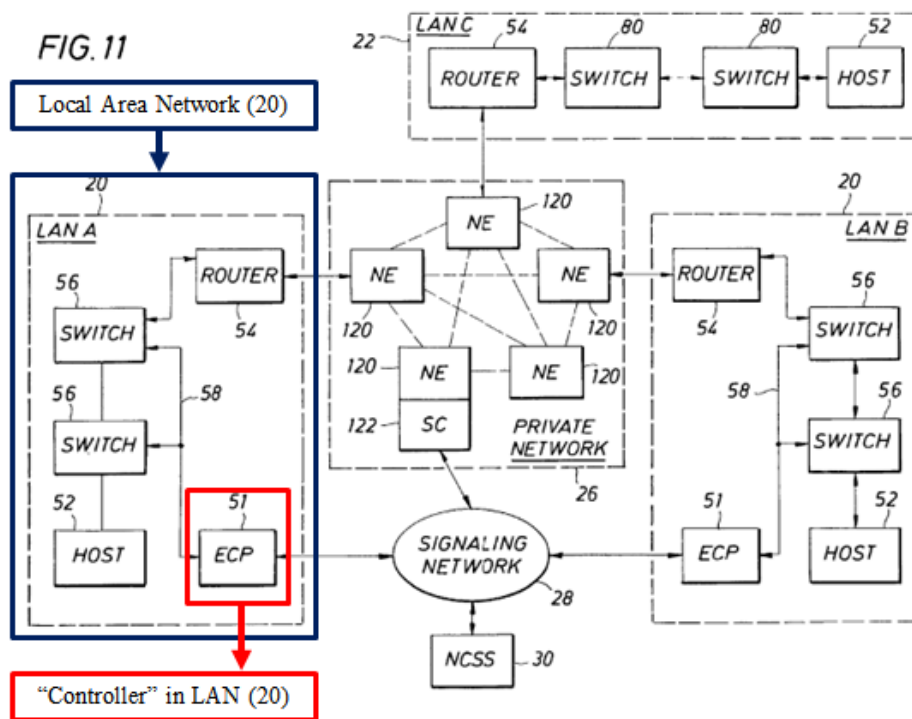 FIG. 11
Local Area Network (20)
22
LAN C
54
80
80
52
ROUTER
SWITCH
SWITCH
HOST
20
LAN A
ROUTER
54
56
SWITCH
58
56
SWITCH
52
HOST
51
ECP
"Controller" in LAN (20)
NE
120
NE
120
NE
120
120
NE
NE
120
122
SC
PRIVATE
NETWORK
26
SIGNALING
NETWORK
28
NCSS
30
20
LAN B
ROUTER
54
56
SWITCH
58
56
SWITCH
51
ECP
52
HOST